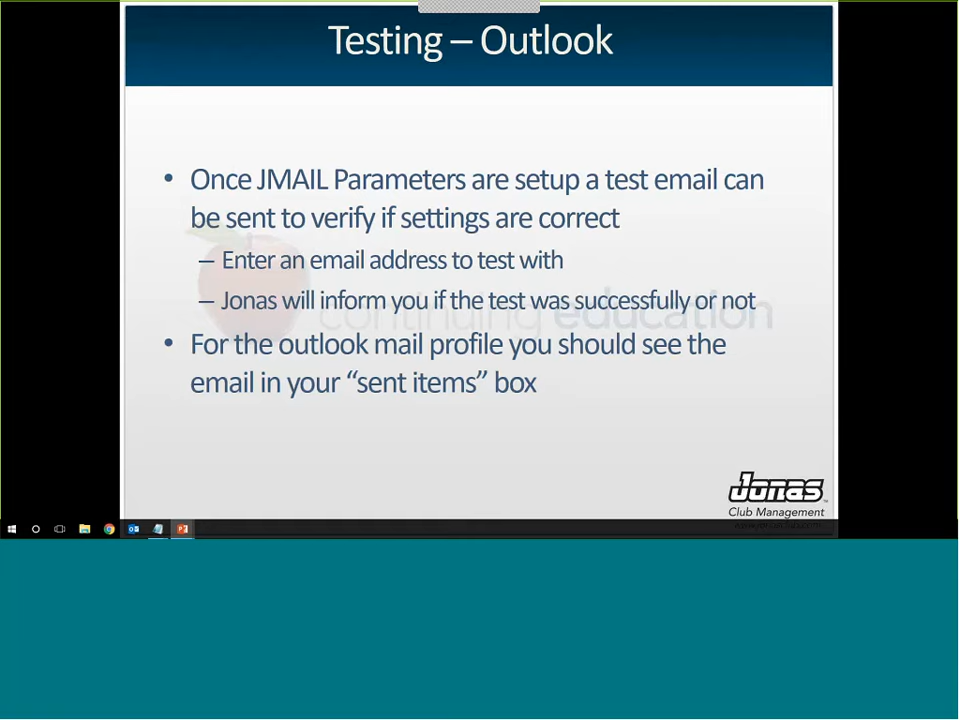 Testing – Outlook
• Once JMAIL Parameters are setup a test email can
be sent to verify if settings are correct
– Enter an email address to test with
– Jonas will inform you if the test was successfully or not
continuing education
• For the outlook mail profile you should see the
email in your “sent items” box
Jonas
Club Management